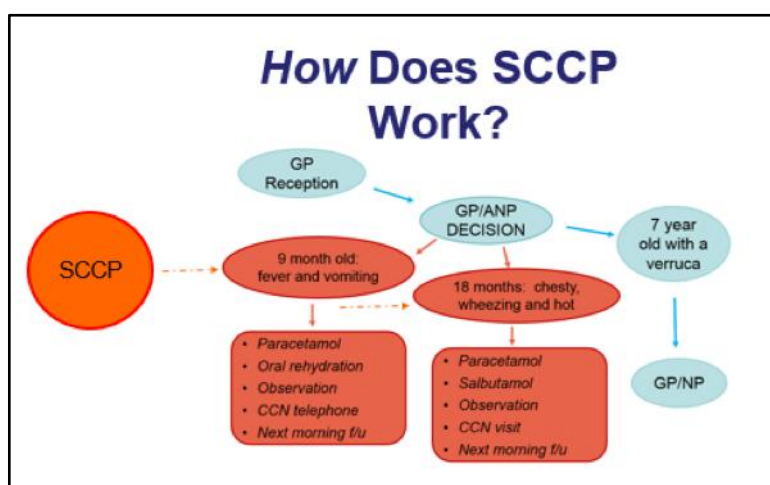 How Does SCCP
Work?
GP
Reception
GP/ANP
DECISION
7 year
old with a
verruca
SCCP
9 month old:
fever and vomiting
18 months: chesty,
wheezing and hot
• Paracetamol
• Oral rehydration
• Observation
• CCN telephone
• Next morning f/u
• Paracetamol
• Salbutamol
• Observation
• CCN visit
• Next morning f/u
GP/NP